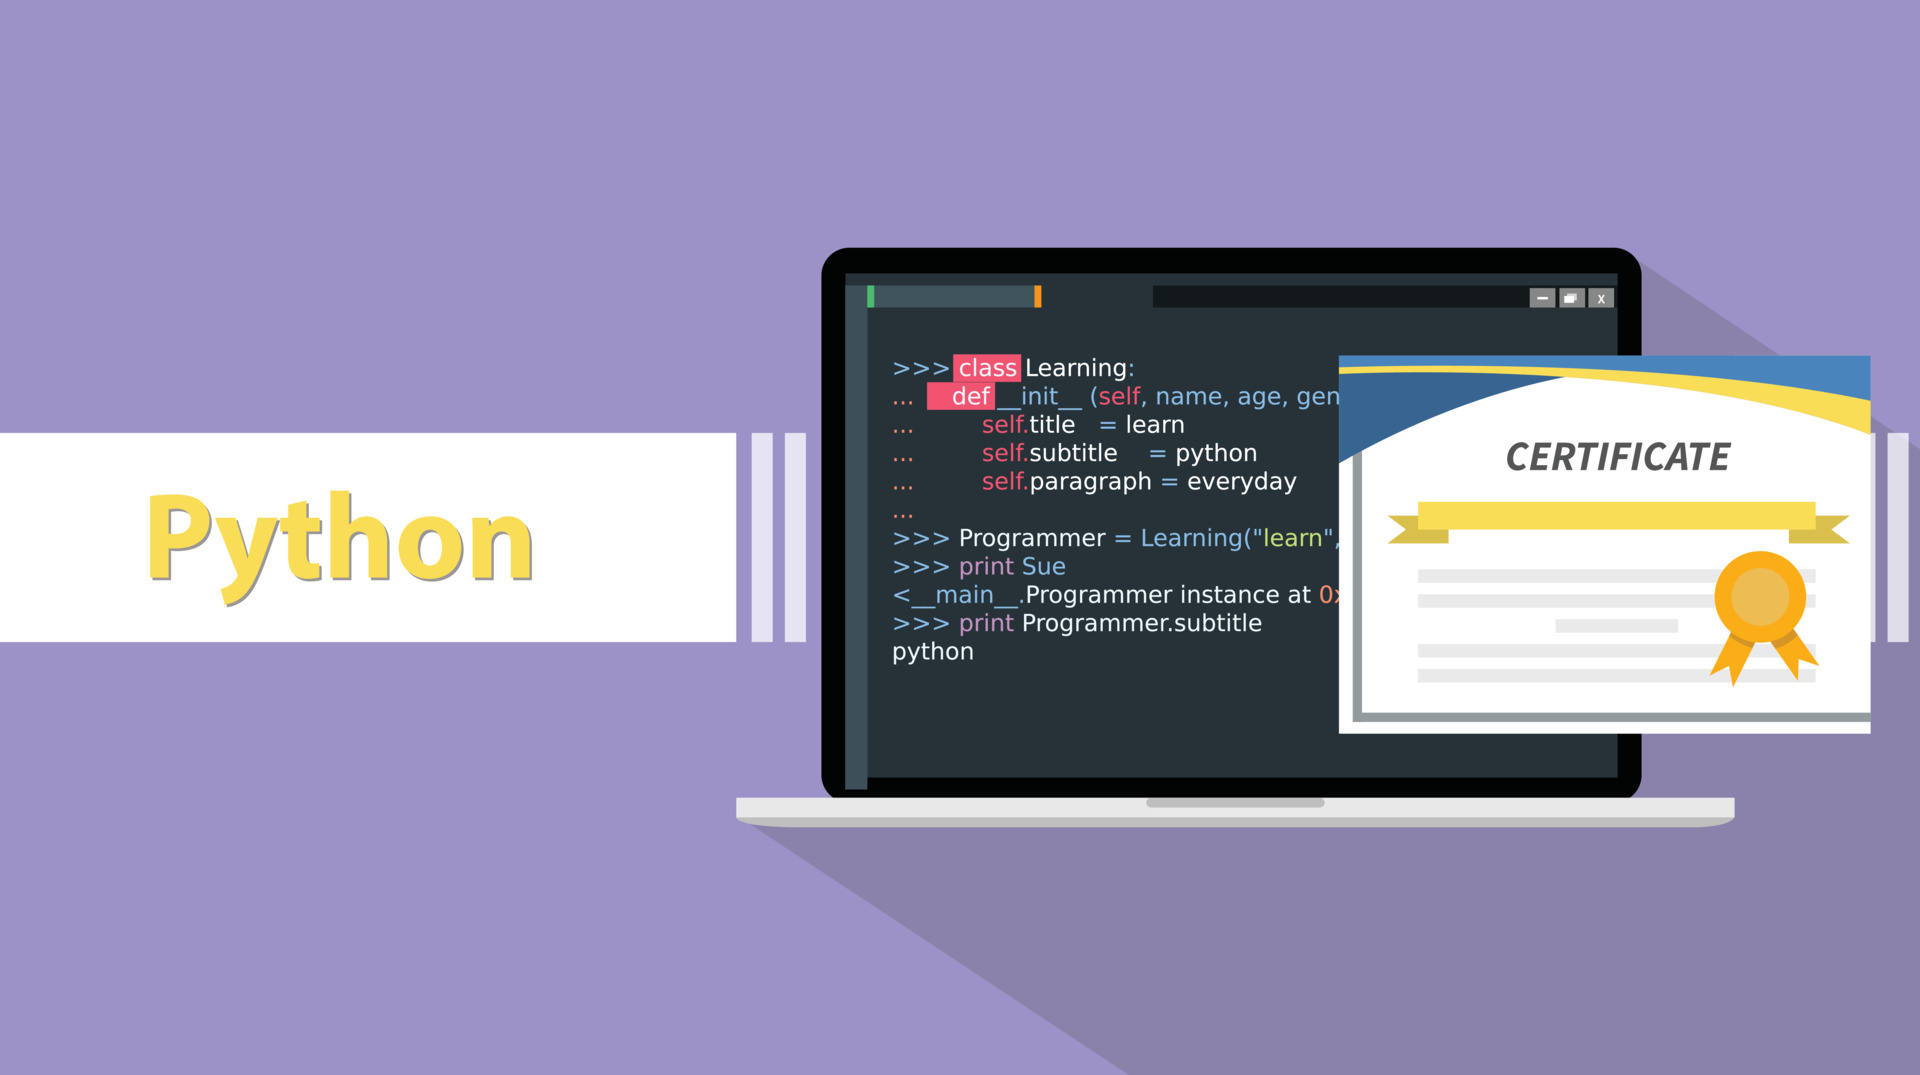 Python
>>> class Learning:
... def __init__ (self, name, age, gen
... self.title = learn
... self.subtitle = python
... self.paragraph = everyday
...
>>> Programmer = Learning("learn",
>>> print Sue
<__main__.Programmer instance at 0x
>>> print Programmer.subtitle
python
x
CERTIFICATE